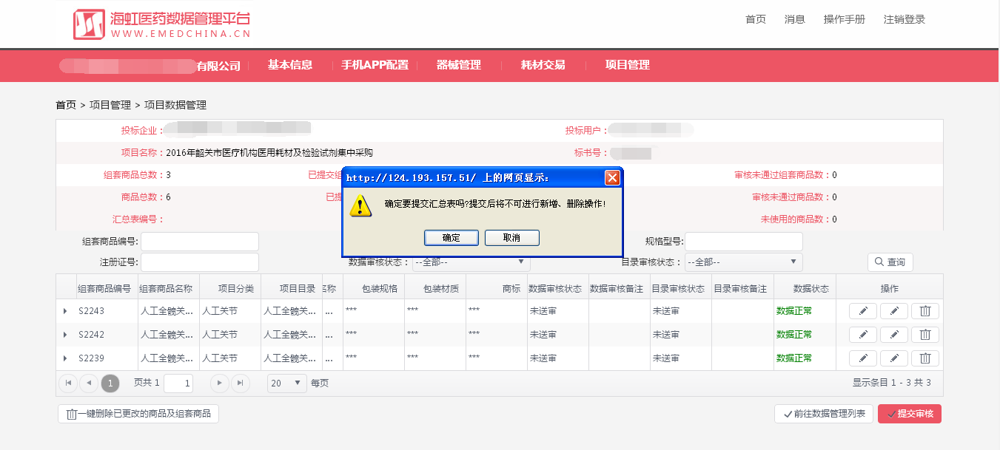 海虹医药数据管理平台
WWW.EMEDCHINA.CN
首页 消息 操作手册 注销登录
有限公司 基本信息 手机APP配置 器械管理 耗材交易 项目管理
首页 > 项目管理 > 项目数据管理
投标企业： 投标用户：
项目名称：2016年韶关市医疗机构医用耗材及检验试剂集中采购 标书号：
组套商品总数：3 已提交组 审核未通过组套商品数：0
商品总数：6 已提 审核未通过商品数：0
汇总表编号： 未使用的商品数：0
http://124.193.157.51/ 上的网页显示:
确定要提交汇总表吗?提交后将不可进行新增、删除操作!
确定 取消
组套商品编号: 规格型号:
注册证号: 数据审核状态： --全部-- 目录审核状态： --全部-- 查询
组套商品编号 组套商品名称 项目分类 项目目录 名称 包装规格 包装材质 商标 数据审核状态 数据审核备注 目录审核状态 目录审核备注 数据状态 操作
S2243 人工全髋关... 人工关节 人工全髋关... ... *** *** *** 未送审 未送审 数据正常
S2242 人工全髋关... 人工关节 人工全髋关... ... *** *** *** 未送审 未送审 数据正常
S2239 人工全髋关... 人工关节 人工全髋关... ... *** *** *** 未送审 未送审 数据正常
1 页共 1 1 20 每页 显示条目 1 - 3 共 3
一键删除已更改的商品及组套商品 前往数据管理列表 提交审核